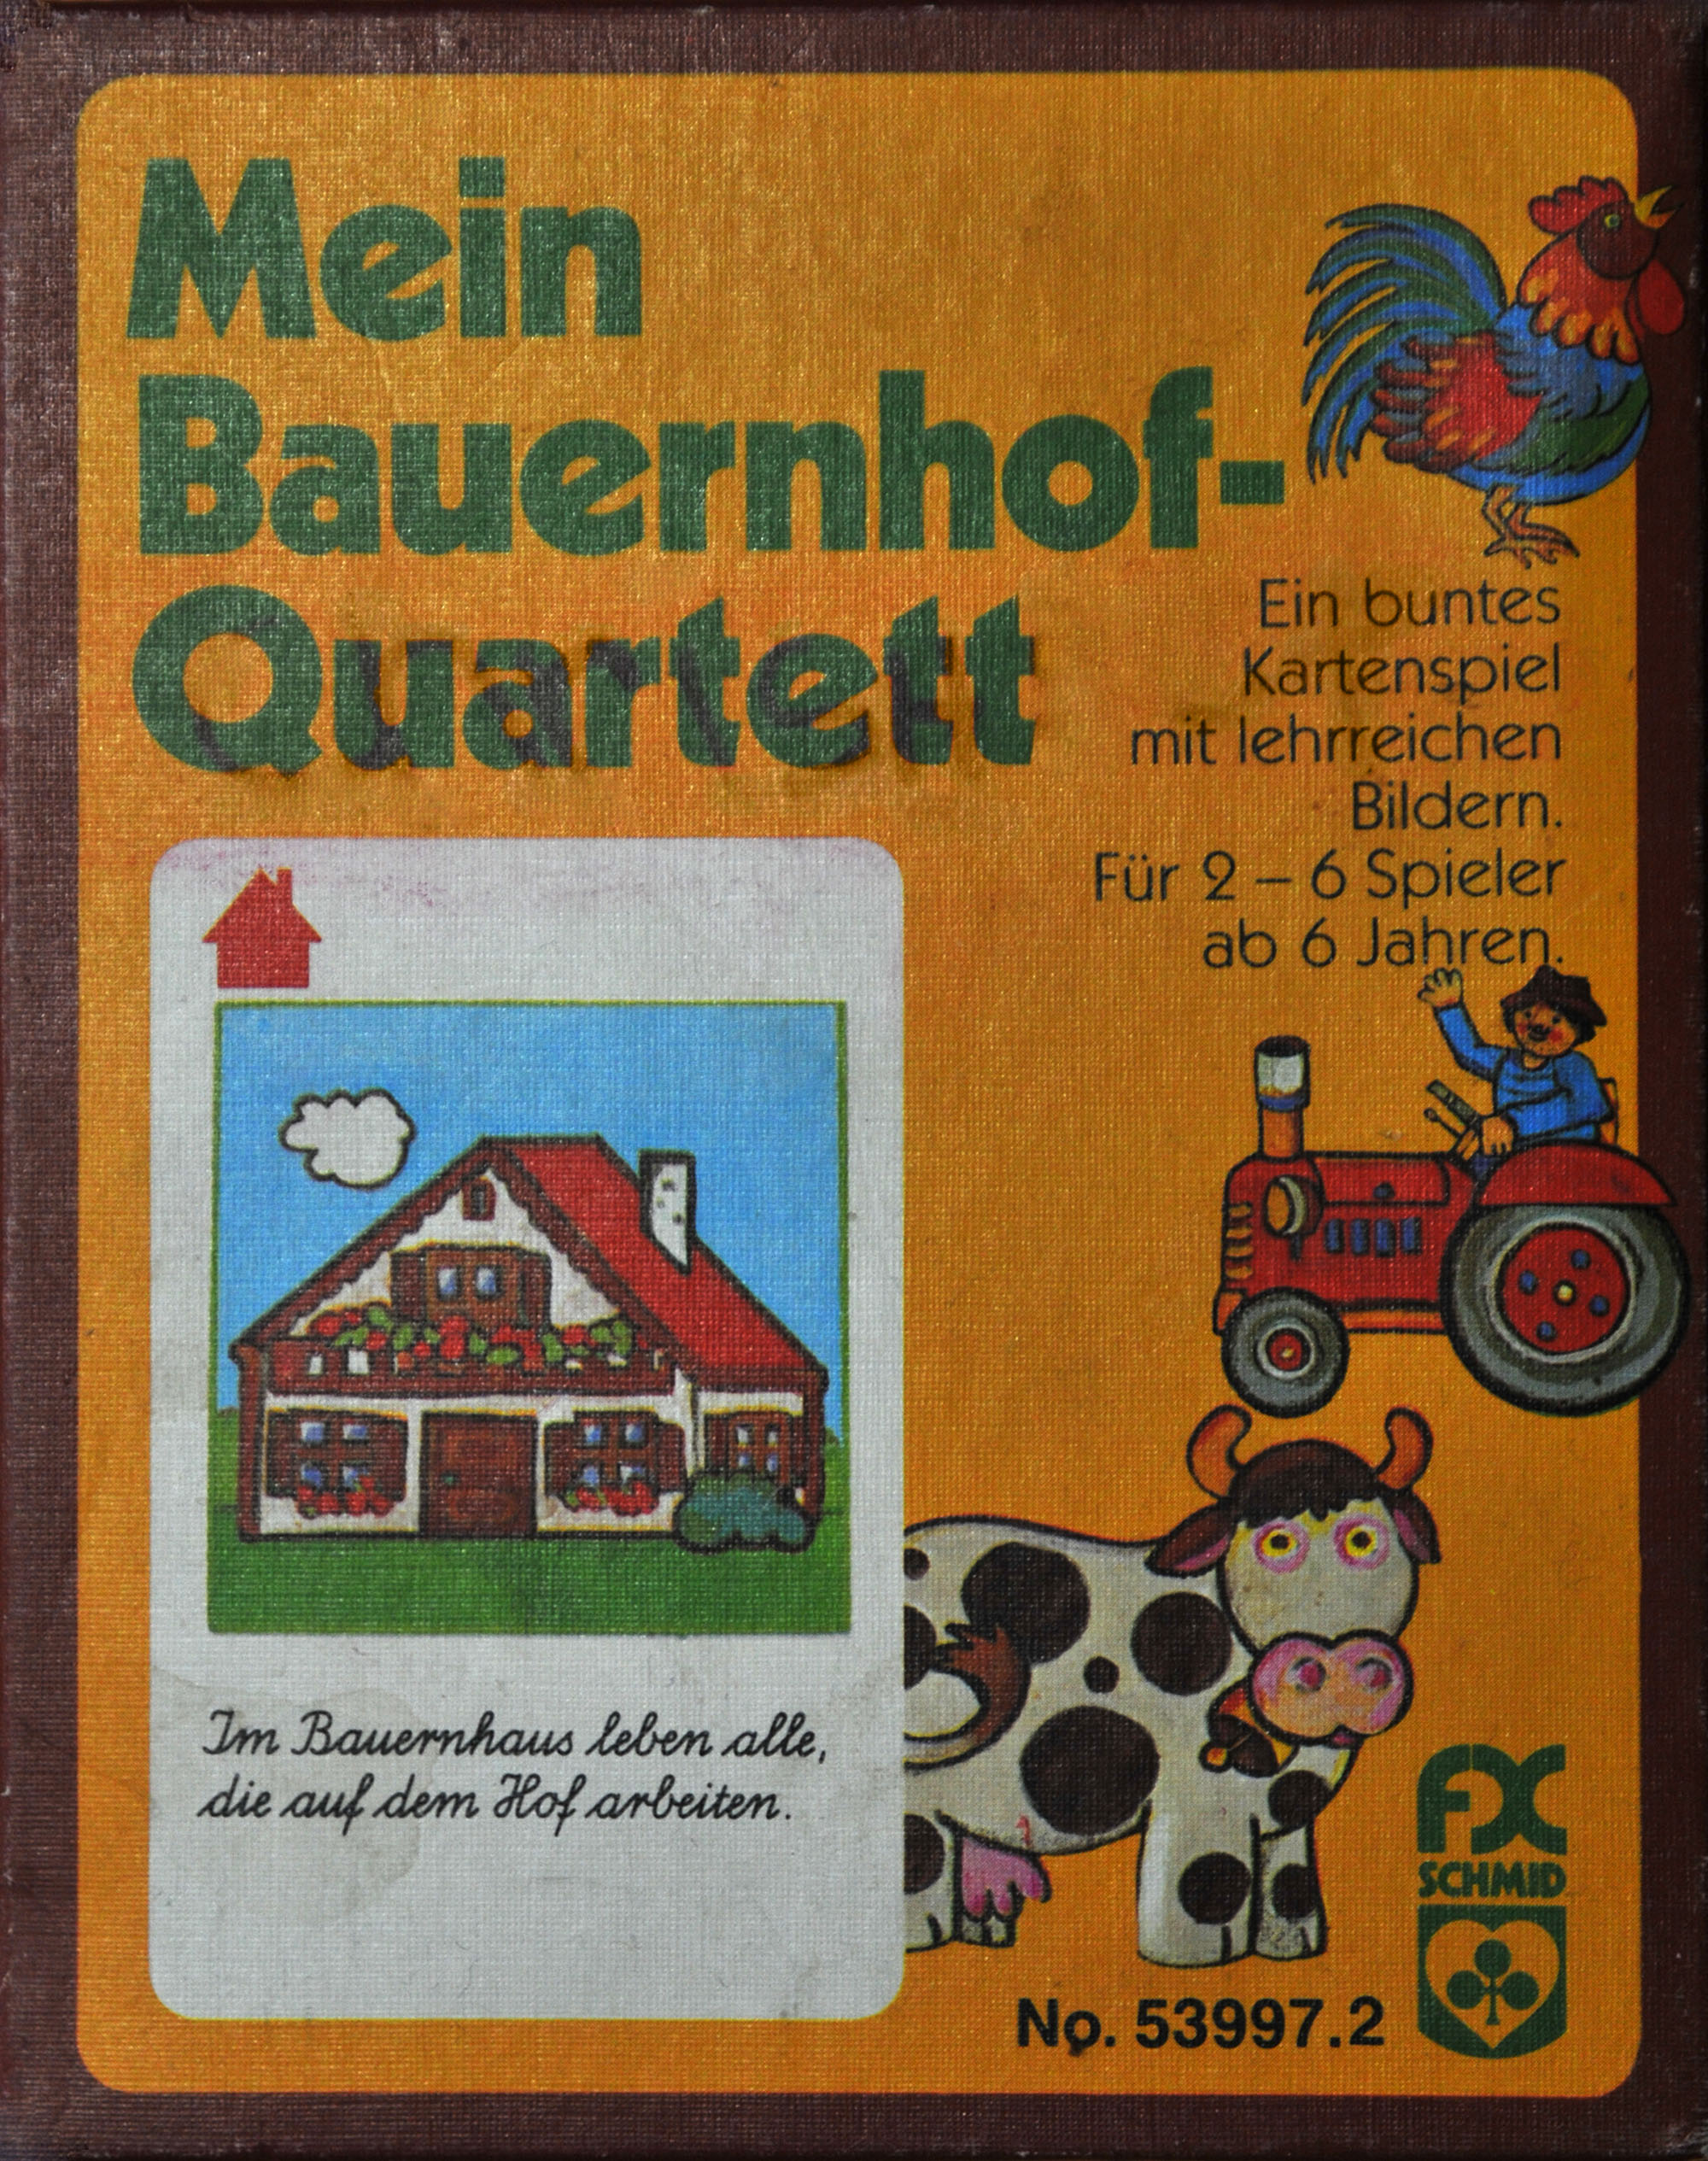 Mein
Bauernhof-
Quartett
Ein buntes
Kartenspiel
mit lehrreichen
Bildern.
Für 2 – 6 Spieler
ab 6 Jahren.
Im Bauernhaus leben alle,
die auf dem Hof arbeiten.
FX
SCHMID
No. 53997.2